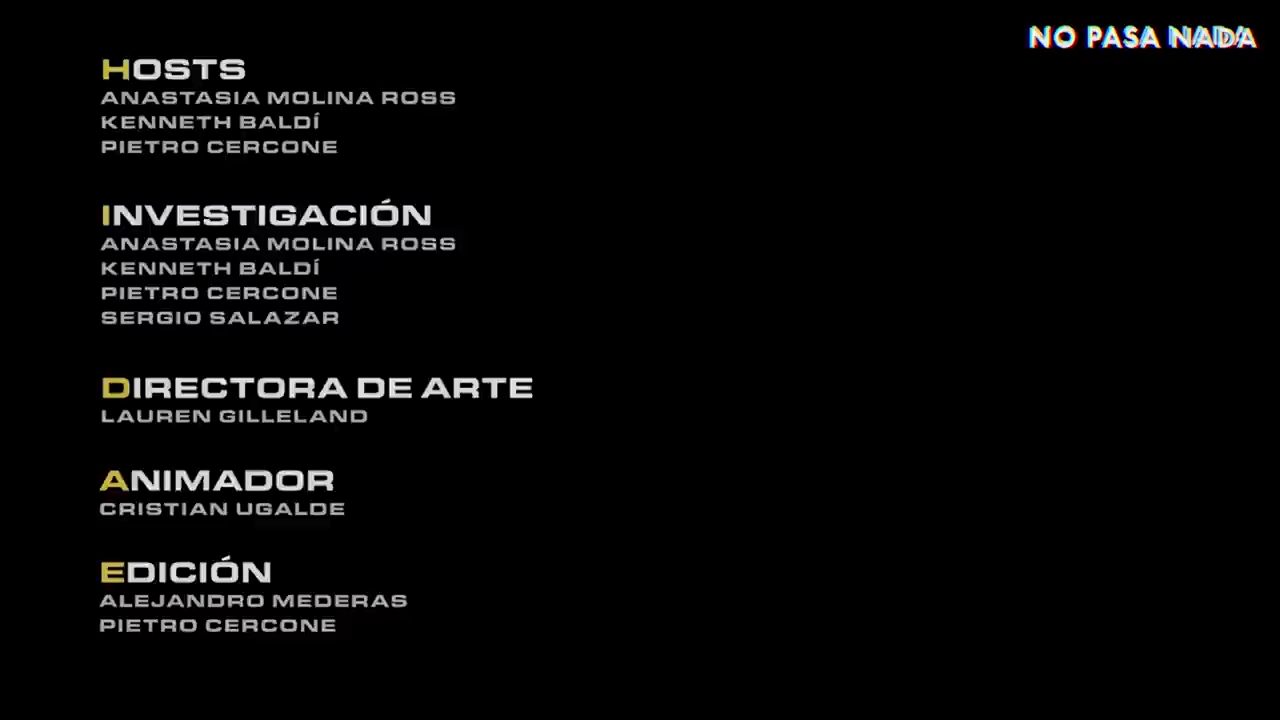 NO PASA NADA
HOSTS
ANASTASIA MOLINA ROSS
KENNETH BALDÍ
PIETRO CERCONE
INVESTIGACIÓN
ANASTASIA MOLINA ROSS
KENNETH BALDÍ
PIETRO CERCONE
SERGIO SALAZAR
DIRECTORA DE ARTE
LAUREN GILLELAND
ANIMADOR
CRISTIAN UGALDE
EDICIÓN
ALEJANDRO MEDERAS
PIETRO CERCONE